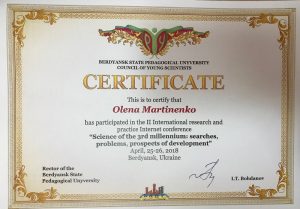 BERDYANSK STATE PEDAGOGICAL UNIVERSITY
COUNCIL OF YOUNG SCIENTISTS
CERTIFICATE
This is to certify that
Olena Martinenko
has participated in the II International research and
practice Internet conference
"Science of the 3rd millennium: searches,
problems, prospects of development"
April, 25-26, 2018
Berdyansk, Ukraine
Rector of the
Berdyansk State
Pedagogical University
I.T. Bohdanov